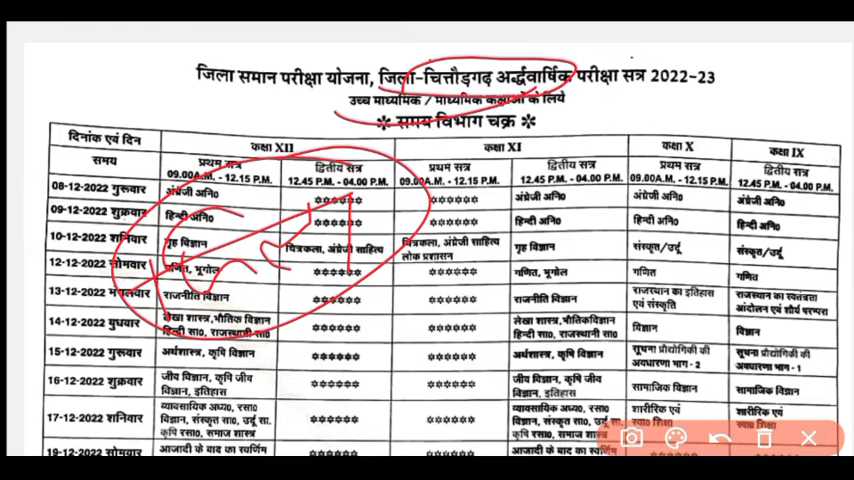 जिला समान परीक्षा योजना, जिला-चित्तौड़गढ़ अर्द्धवार्षिक परीक्षा सत्र 2022-23
उच्च माध्यमिक / माध्यमिक कक्षाओं के लिये
✻ समय विभाग चक्र ✻
दिनांक एवं दिन कक्षा XII कक्षा XI कक्षा X कक्षा IX
समय प्रथम सत्र द्वितीय सत्र प्रथम सत्र द्वितीय सत्र प्रथम सत्र द्वितीय सत्र
09.00A.M. - 12.15 P.M. 12.45 P.M. - 04.00 P.M. 09.00A.M. - 12.15 P.M. 12.45 P.M. - 04.00 P.M. 09.00A.M. - 12.15 P.M. 12.45 P.M. - 04.00 P.M.
08-12-2022 गुरूवार अंग्रेजी अनि0 ✲✲✲✲✲✲ ✲✲✲✲✲✲ अंग्रेजी अनि0 अंग्रेजी अनि0 अंग्रेजी अनि0
09-12-2022 शुक्रवार हिन्दी अनि0 ✲✲✲✲✲✲ ✲✲✲✲✲✲ हिन्दी अनि0 हिन्दी अनि0 हिन्दी अनि0
10-12-2022 शनिवार गृह विज्ञान चित्रकला, अंग्रेजी साहित्य चित्रकला, अंग्रेजी साहित्य गृह विज्ञान संस्कृत/उर्दू संस्कृत/उर्दू
लोक प्रशासन
12-12-2022 सोमवार गणित, भूगोल ✲✲✲✲✲✲ ✲✲✲✲✲✲ गणित, भूगोल गणित गणित
13-12-2022 मंगलवार राजनीति विज्ञान ✲✲✲✲✲✲ ✲✲✲✲✲✲ राजनीति विज्ञान राजस्थान का इतिहास राजस्थान का स्वतन्त्रता
एवं संस्कृति आंदोलन एवं शौर्य परम्परा
14-12-2022 बुधवार लेखा शास्त्र,भौतिक विज्ञान ✲✲✲✲✲✲ ✲✲✲✲✲✲ लेखा शास्त्र,भौतिकविज्ञान विज्ञान विज्ञान
हिन्दी सा0, राजस्थानी सा0 हिन्दी सा0, राजस्थानी सा0
15-12-2022 गुरूवार अर्थशास्त्र, कृषि विज्ञान ✲✲✲✲✲✲ ✲✲✲✲✲✲ अर्थशास्त्र, कृषि विज्ञान सूचना प्रौद्योगिकी की सूचना प्रौद्योगिकी की
अवधारणा भाग - 2 अवधारणा भाग - 1
16-12-2022 शुक्रवार जीव विज्ञान, कृषि जीव ✲✲✲✲✲✲ ✲✲✲✲✲✲ जीव विज्ञान, कृषि जीव सामाजिक विज्ञान सामाजिक विज्ञान
विज्ञान, इतिहास विज्ञान, इतिहास
17-12-2022 शनिवार व्यावसायिक अध्य0, रसा0 ✲✲✲✲✲✲ ✲✲✲✲✲✲ व्यावसायिक अध्य0, रसा0 शारीरिक एवं शारीरिक एवं
विज्ञान, संस्कृत सा0, उर्दू सा. विज्ञान, संस्कृत सा0, उर्दू सा. स्वा0 शिक्षा स्वा0 शिक्षा
कृषि रसा0, समाज शास्त्र कृषि रसा0, समाज शास्त्र
19-12-2022 सोमवार आजादी के बाद का स्वर्णिम ✲✲✲✲✲✲ ✲✲✲✲✲✲ आजादी के बाद का स्वर्णिम